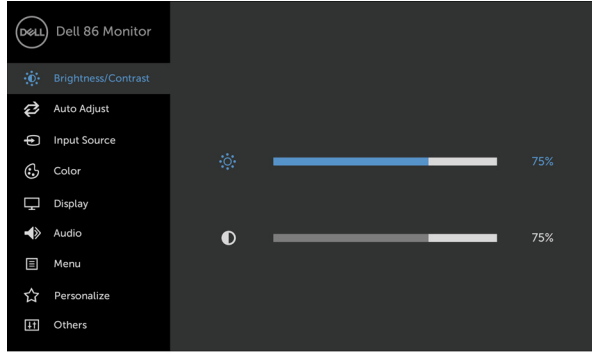 DELL
Dell 86 Monitor
Brightness/Contrast
Auto Adjust
Input Source
75%
Color
Display
Audio
75%
Menu
Personalize
Others